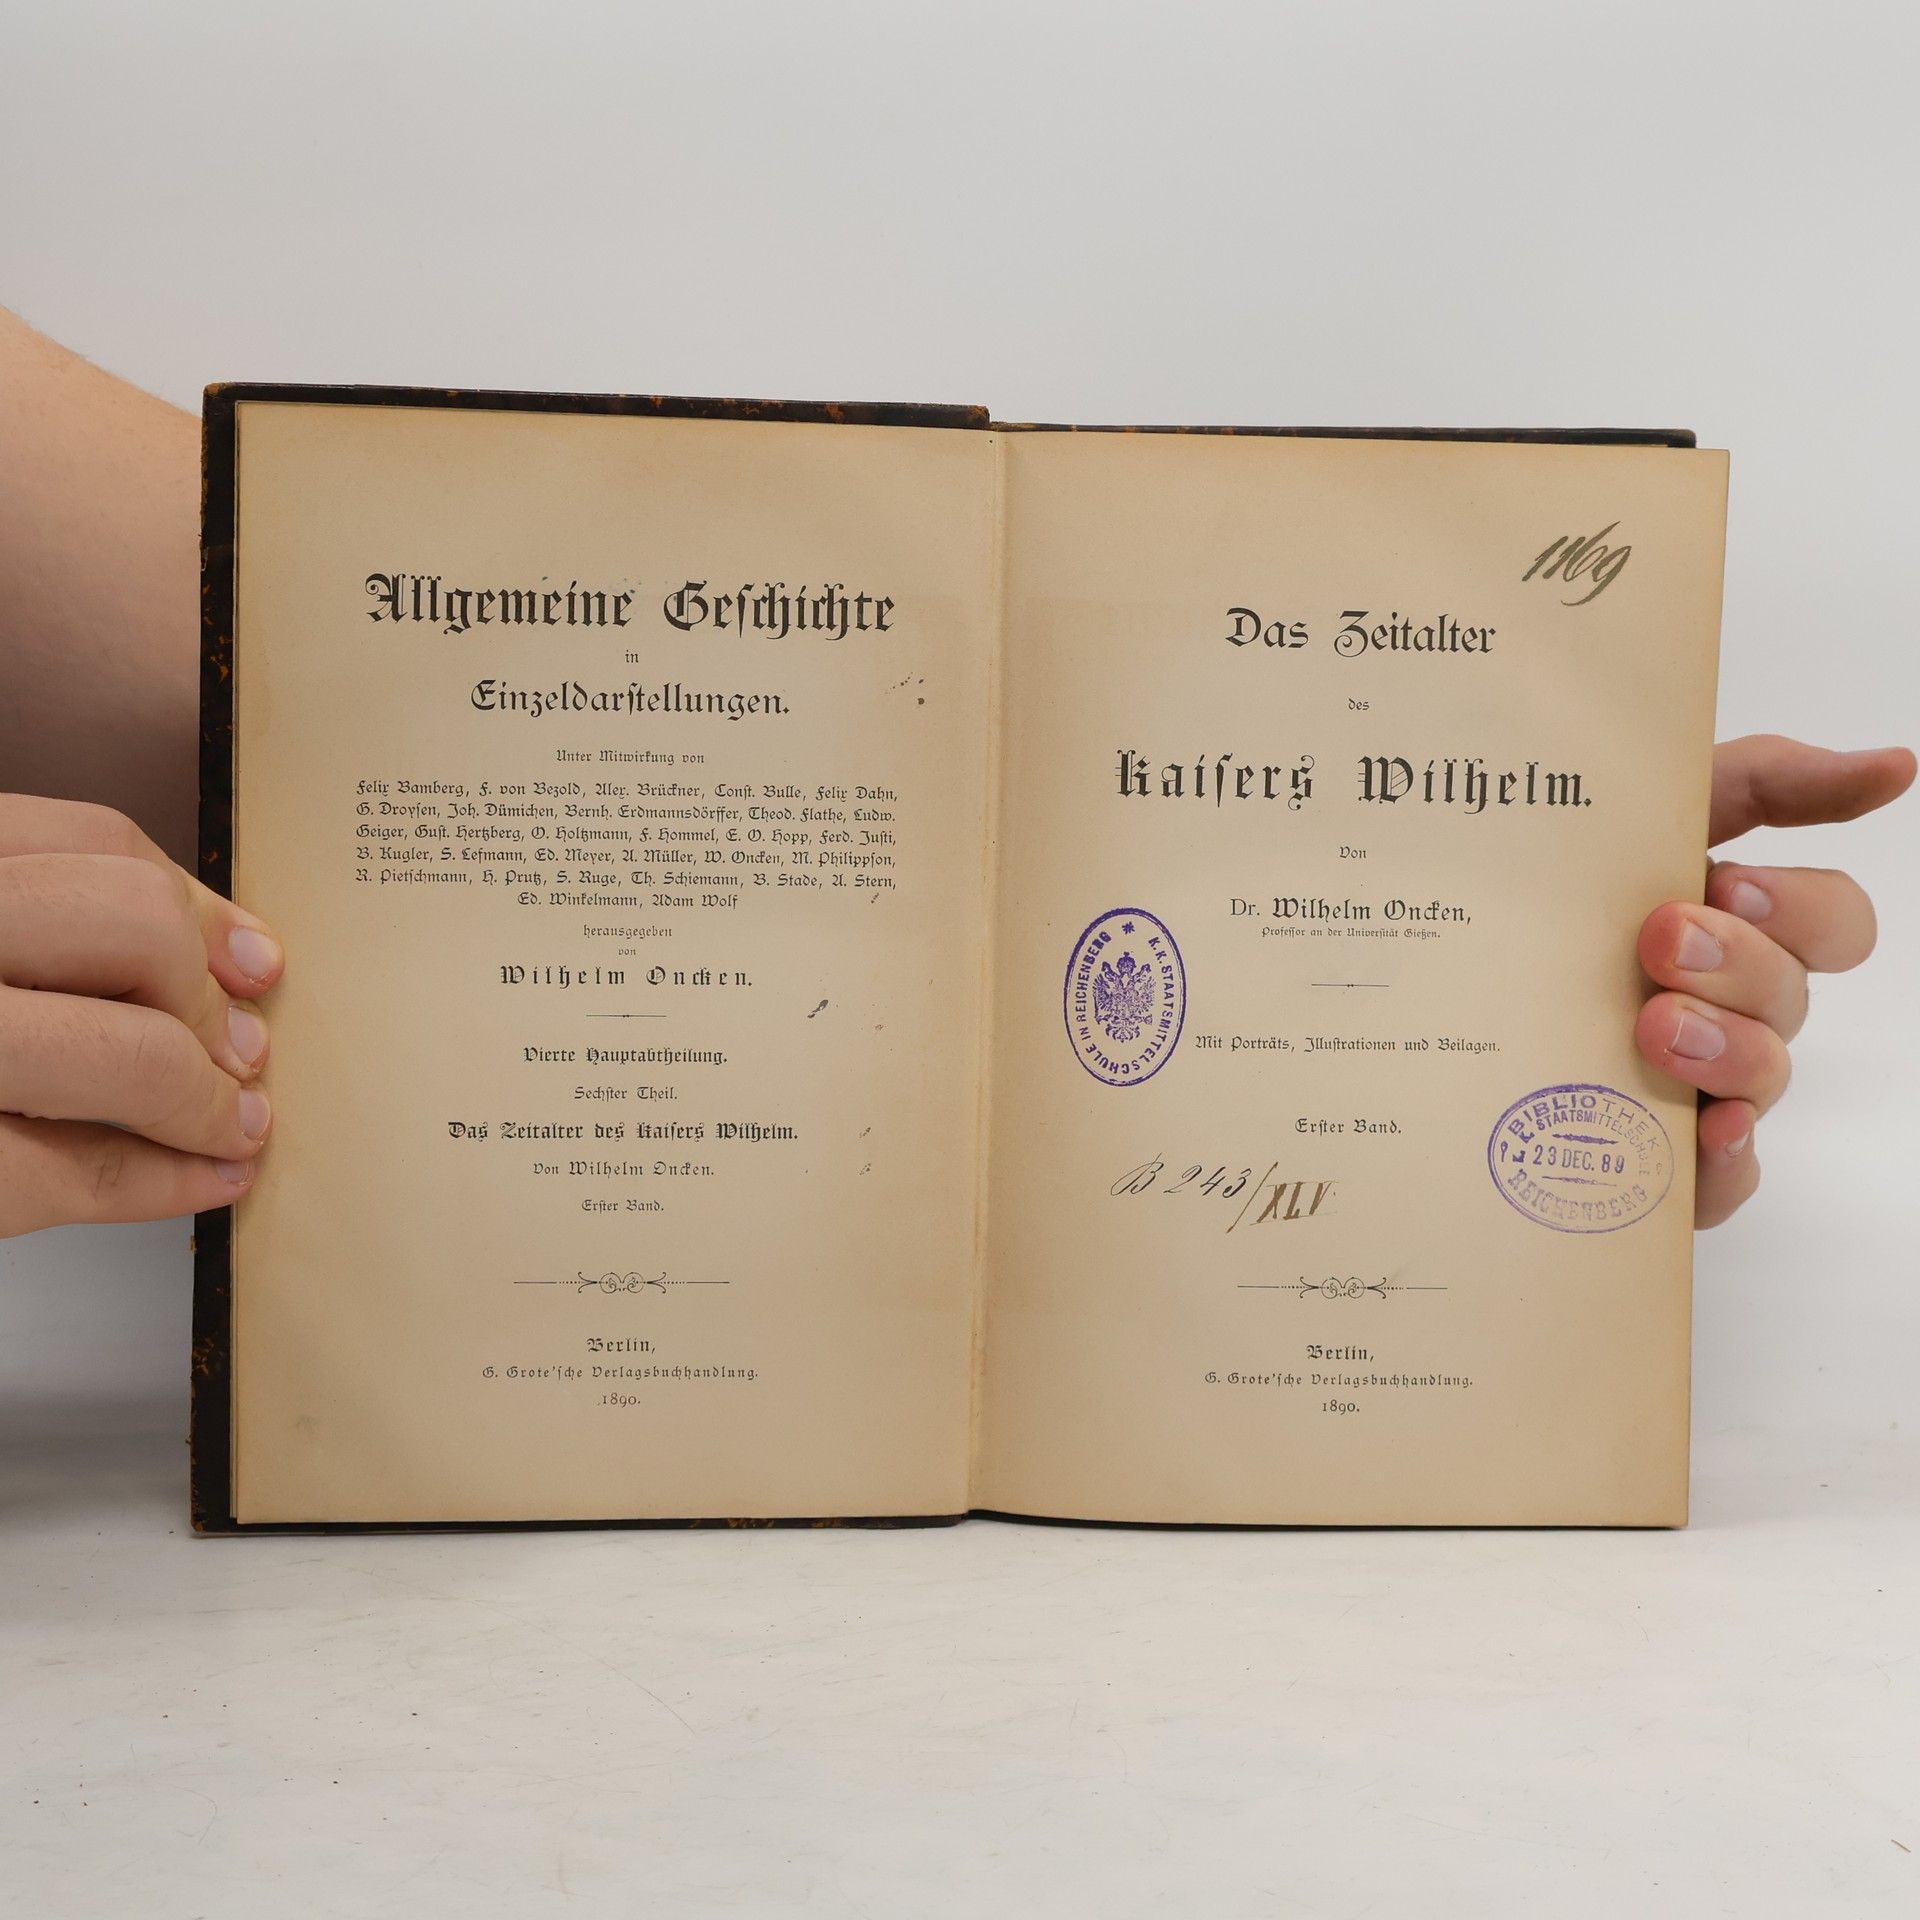 Allgemeine Geschichte
in
Einzeldarstellungen.
Unter Mitwirkung von
Felix Bamberg, F. von Bezold, Alex. Brückner, Const. Bulle, Felix Dahn,
G. Droysen, Joh. Dümichen, Bernh. Erdmannsdörffer, Theod. Flathe, Ludw.
Geiger, Gust. Hertzberg, O. Holtzmann, F. Hommel, E. O. Hopp, Ferd. Justi,
B. Kugler, S. Lefmann, Ed. Meyer, A. Müller, W. Oncken, M. Philippson,
R. Pietschmann, H. Prutz, S. Ruge, Th. Schiemann, B. Stade, A. Stern,
Ed. Winkelmann, Adam Wolf
herausgegeben
von
Wilhelm Oncken.
Vierte Hauptabtheilung.
Sechster Theil.
Das Zeitalter des Kaisers Wilhelm.
Von Wilhelm Oncken.
Erster Band.
Berlin,
G. Grote'sche Verlagsbuchhandlung.
1890.
1169
Das Zeitalter
des
Kaisers Wilhelm.
Von
Dr. Wilhelm Oncken,
Professor an der Universität Gießen.
K. K. STAATSMITTELSCHULE IN REICHENBERG
Mit Porträts, Illustrationen und Beilagen.
Erster Band.
BIBLIOTHEK
STAATSMITTELSCHULE
23 DEC. 89
REICHENBERG
B 243/XLV.
Berlin,
G. Grote'sche Verlagsbuchhandlung.
1890.